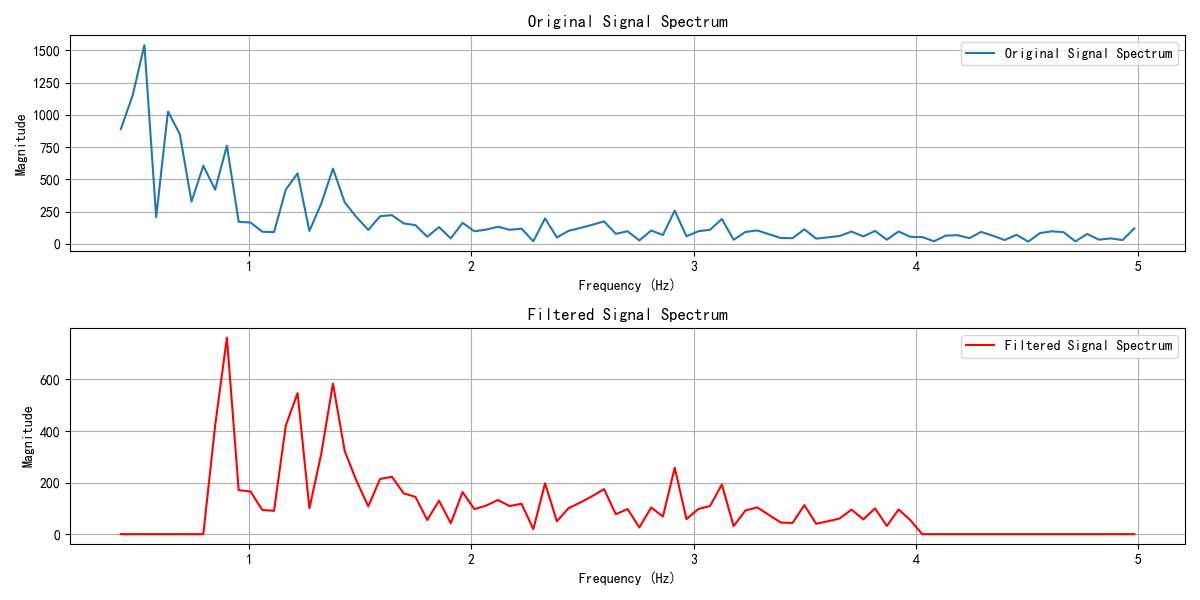 Original Signal Spectrum
Original Signal Spectrum
Magnitude
1500
1250
1000
750
500
250
0
1 2 3 4 5
Frequency (Hz)
Filtered Signal Spectrum
Filtered Signal Spectrum
Magnitude
600
400
200
0
1 2 3 4 5
Frequency (Hz)